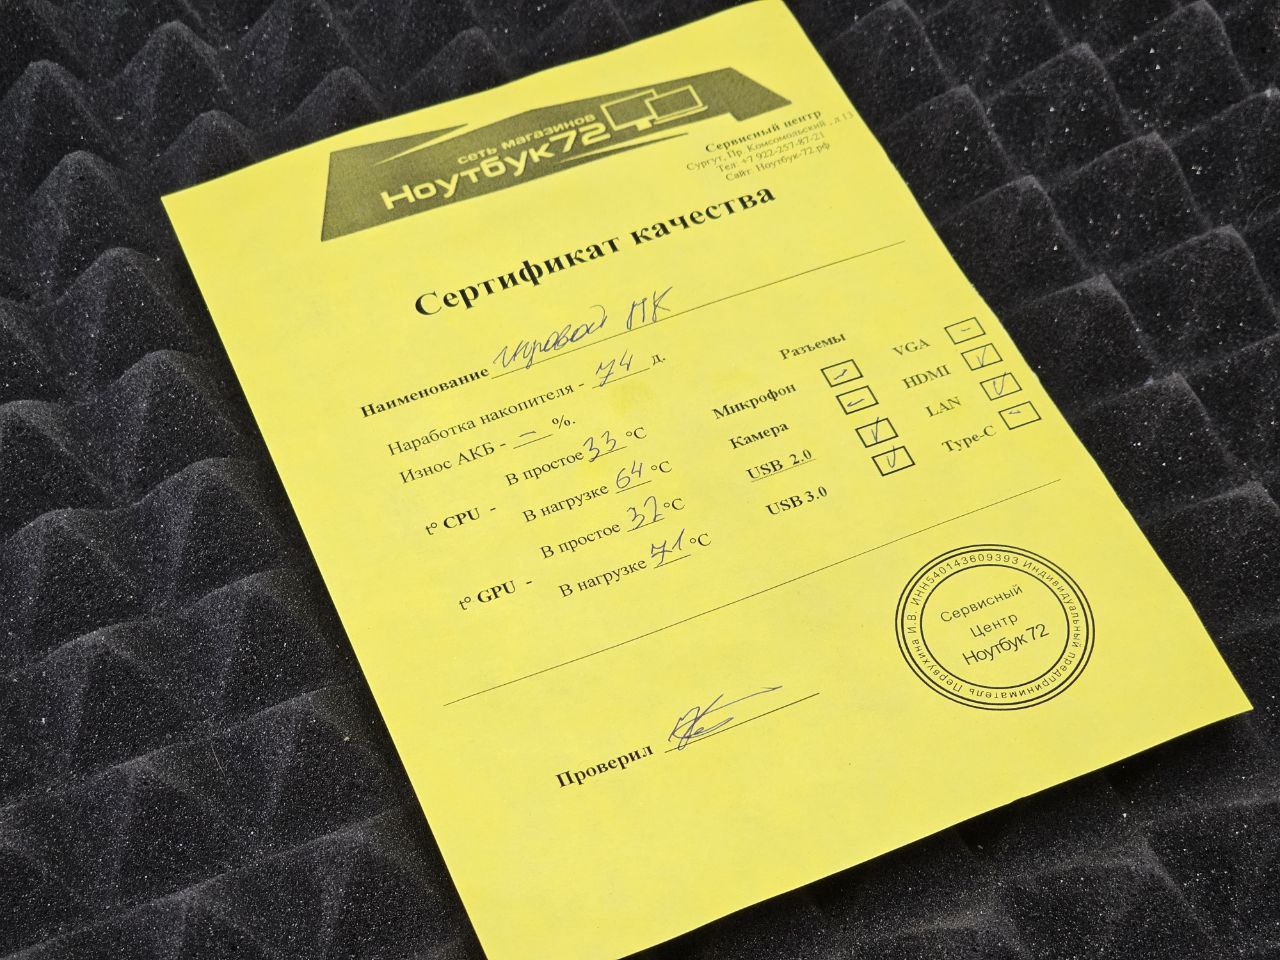 сеть магазинов
Ноутбук72
Сервисный центр
Сургут, Пр. Комсомольский , д.13
Тел: +7 922-257-87-21
Сайт: Ноутбук-72.рф
Сертификат качества
Наименование игровой ПК
Наработка накопителя - 74 д.
Износ АКБ - — %.
t° CPU -
В простое 33 °C
В нагрузке 64 °C
t° GPU -
В простое 32 °C
В нагрузке 71 °C
Разъемы
Микрофон
Камера
USB 2.0
USB 3.0
VGA
HDMI
LAN
Type-C
Проверил
Индивидуальный предприниматель Первухина И.В. ИНН540143609393
Сервисный
Центр
Ноутбук 72